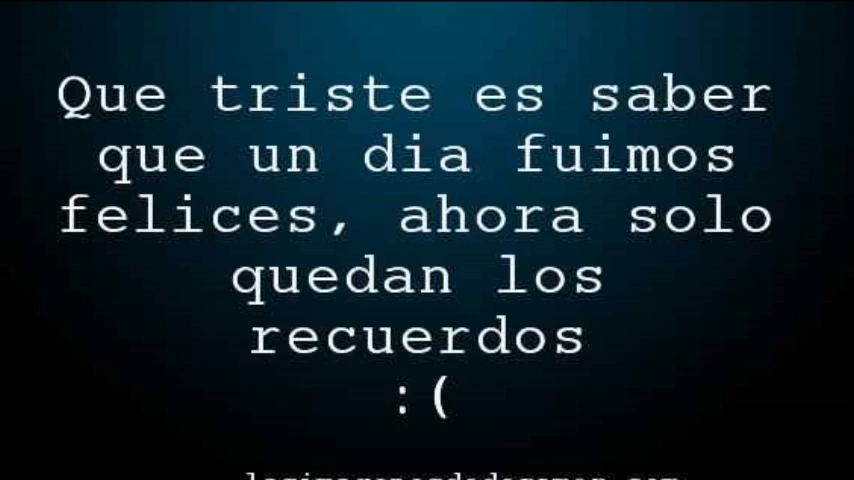 Que triste es saber
que un dia fuimos
felices, ahora solo
quedan los
recuerdos
:(